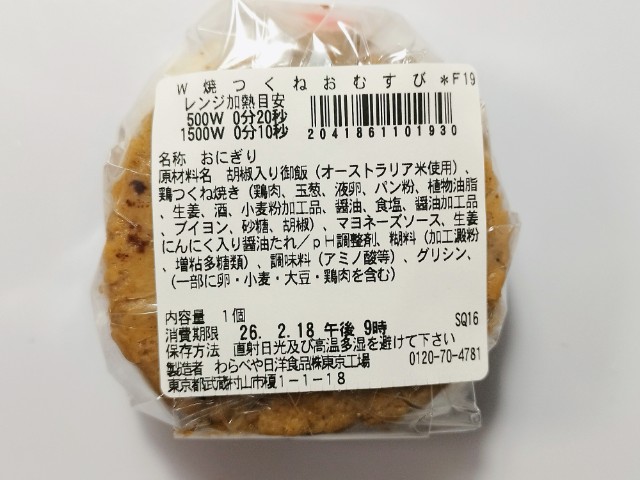 W焼つくねおむすび＊F19
レンジ加熱目安
500W 0分20秒
1500W 0分10秒
2041861101930
名称 おにぎり
原材料名 胡椒入り御飯（オーストラリア米使用）、
鶏つくね焼き（鶏肉、玉葱、液卵、パン粉、植物油脂
、生姜、酒、小麦粉加工品、醤油、食塩、醤油加工品
、ブイヨン、砂糖、胡椒）、マヨネーズソース、生姜
にんにく入り醤油たれ／ｐＨ調整剤、糊料（加工澱粉
、増粘多糖類）、調味料（アミノ酸等）、グリシン、
（一部に卵・小麦・大豆・鶏肉を含む）
内容量 1個
消費期限 26. 2.18 午後 9時 SQ16
保存方法 直射日光及び高温多湿を避けて下さい
製造者 わらべや日洋食品㈱東京工場 0120-70-4781
東京都武蔵村山市榎1-1-18